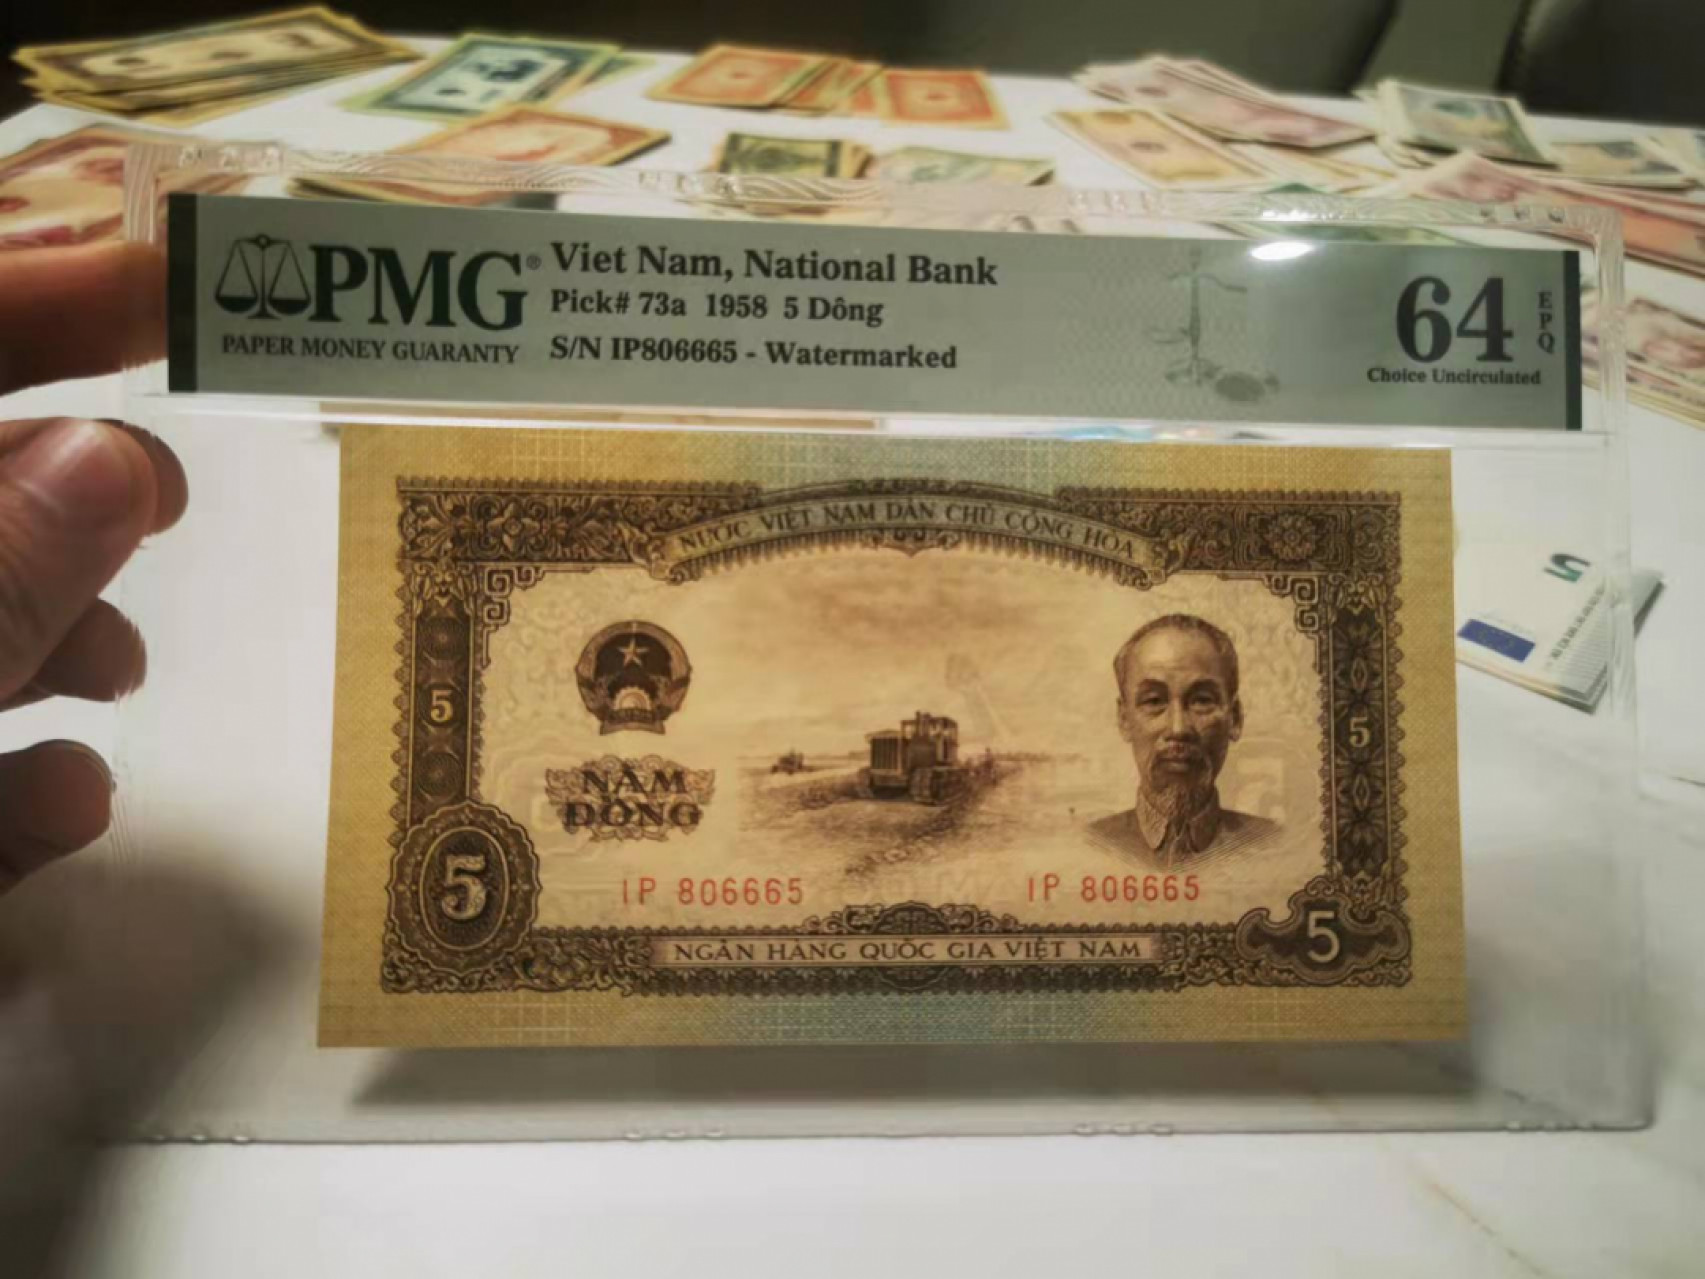 PMG®
PAPER MONEY GUARANTY
Viet Nam, National Bank
Pick# 73a 1958 5 Dông
S/N IP806665 - Watermarked
64
EPQ
Choice Uncirculated
NƯỚC VIỆT NAM DÂN CHỦ CỘNG HÒA
5
5
NĂM
ĐỒNG
IP 806665
IP 806665
5
5
NGÂN HÀNG QUỐC GIA VIỆT NAM
5